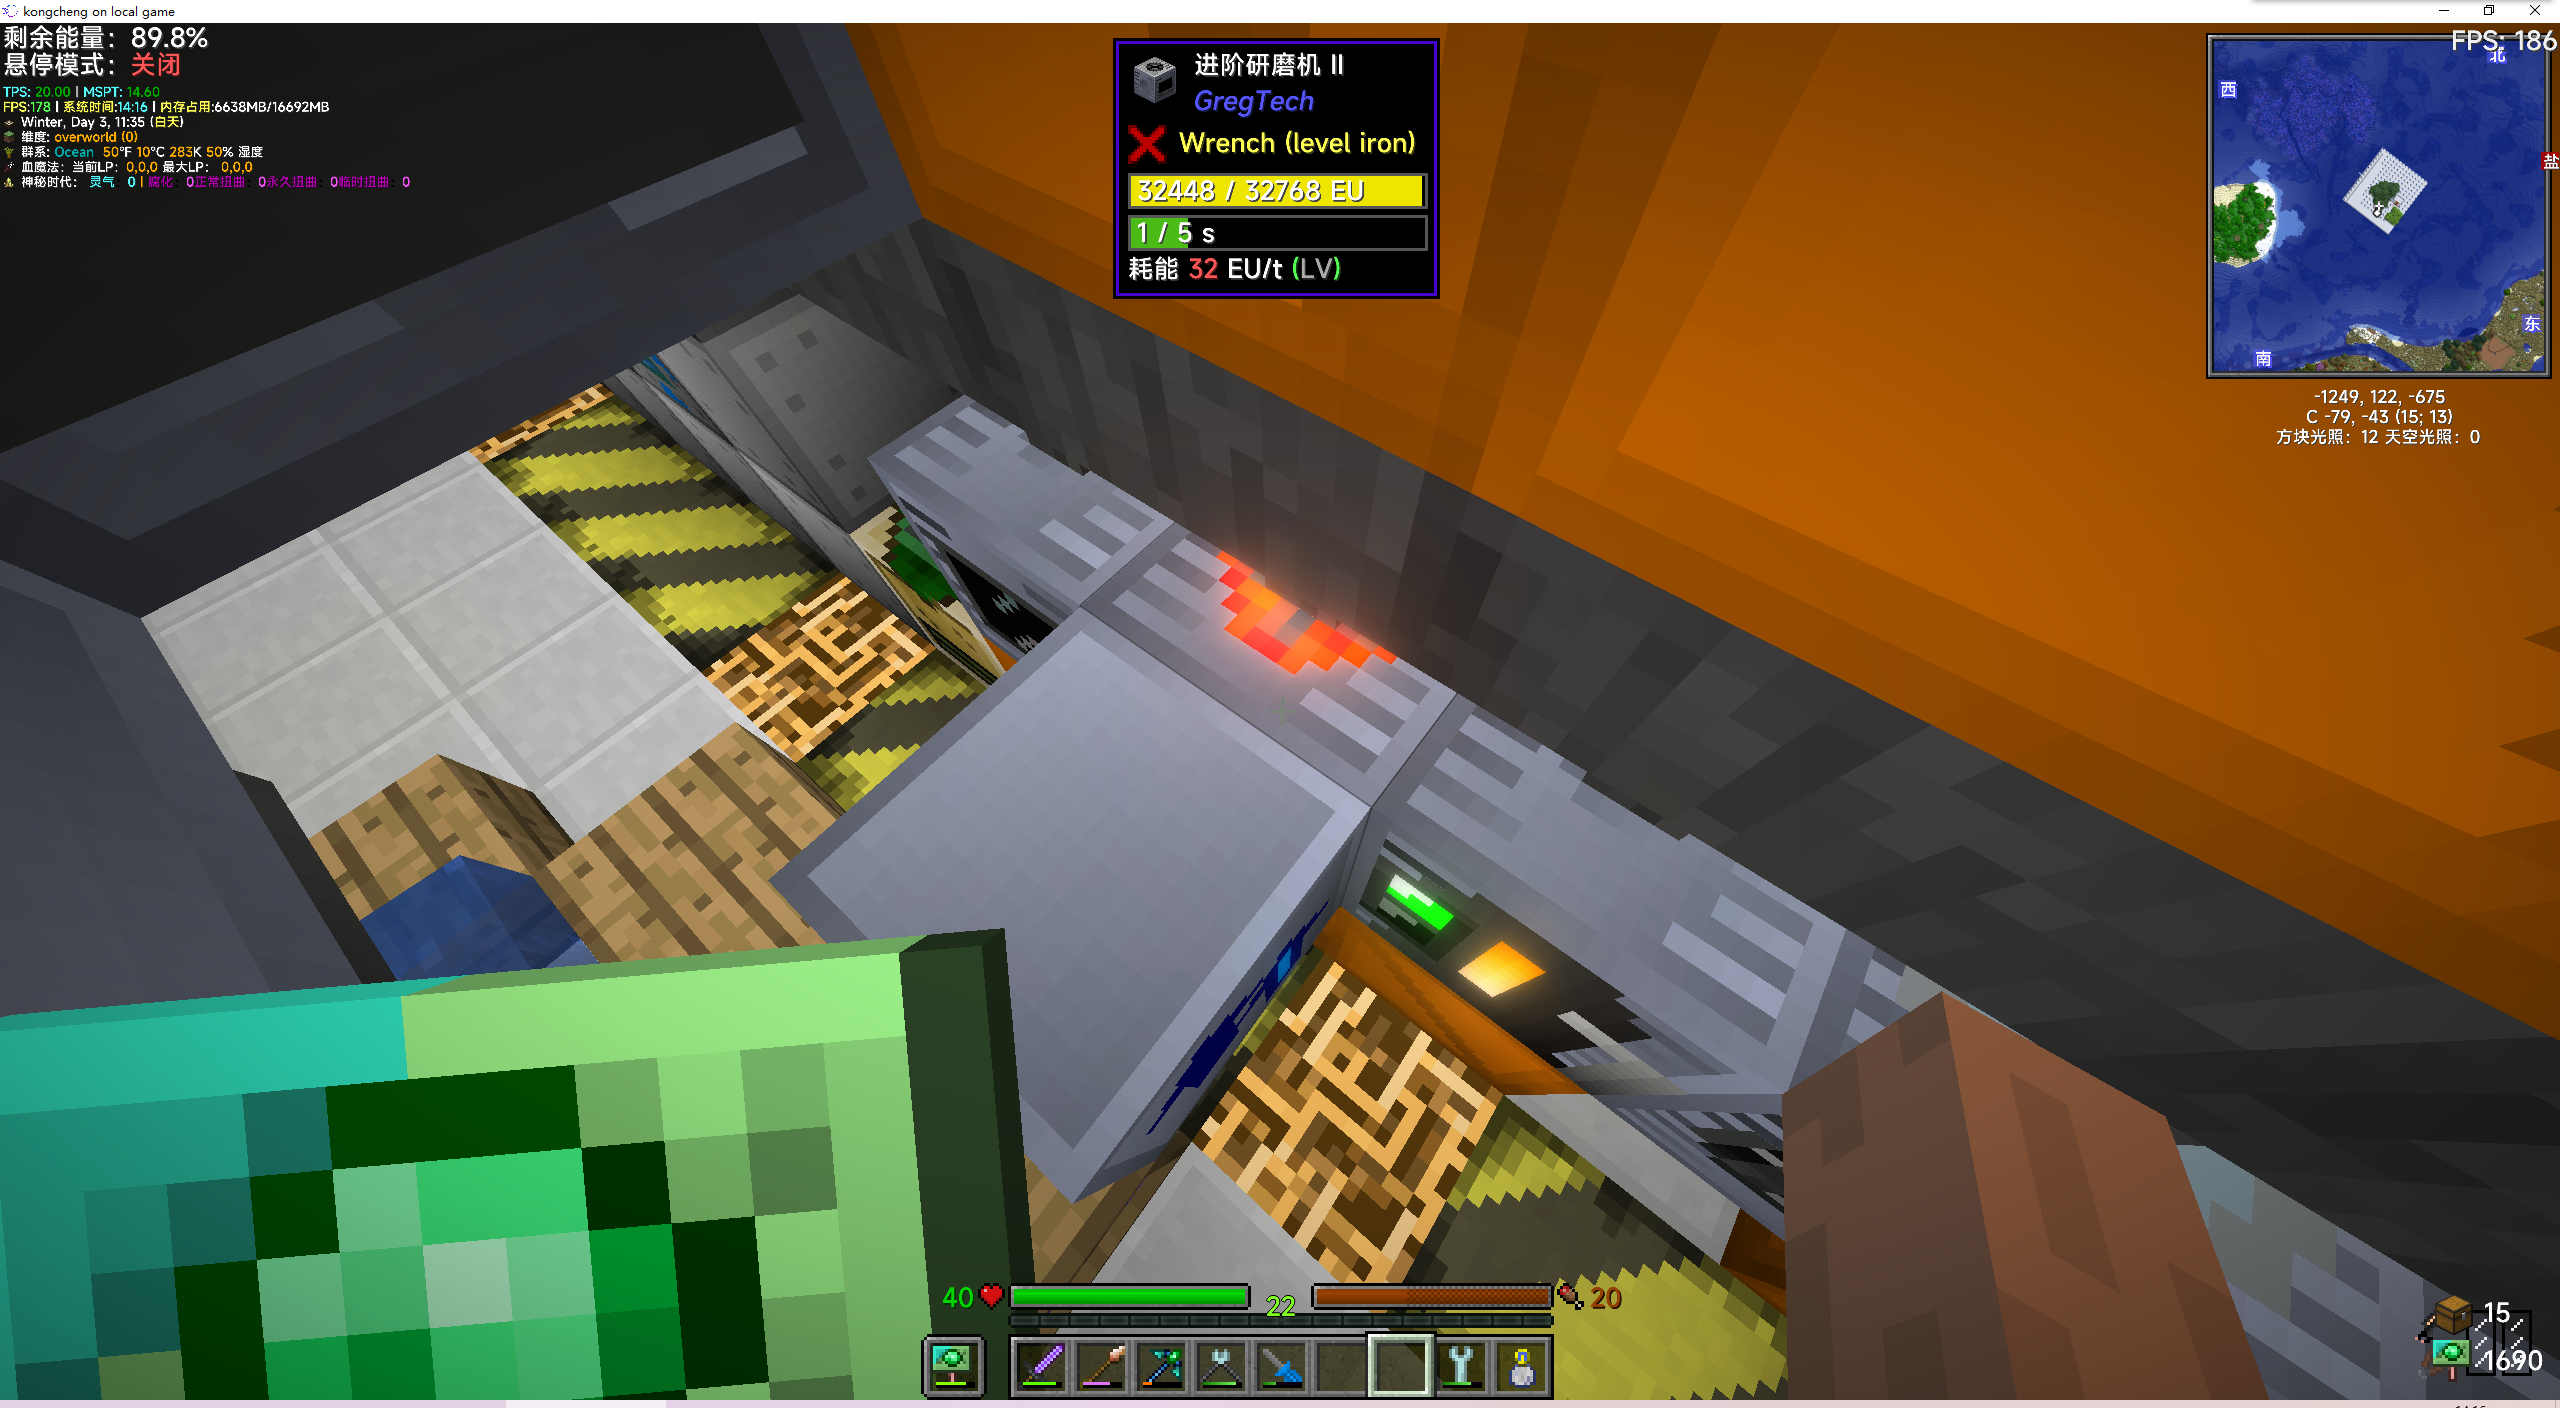 kongcheng on local game
剩余能量: 89.8%
悬停模式: 关闭
TPS: 20.00 | MSPT: 14.60
FPS:178 | 系统时间:14:16 | 内存占用:6638MB/16692MB
Winter, Day 3, 11:35 (白天)
维度: overworld (0)
群系: Ocean 50°F 10°C 283K 50% 湿度
血魔法: 当前LP: 0,0,0 最大LP: 0,0,0
神秘时代: 灵气: 0 | 腐化: 0正常扭曲: 0永久扭曲: 0临时扭曲: 0
进阶研磨机 II
GregTech
Wrench (level iron)
32448 / 32768 EU
1 / 5 s
耗能 32 EU/t (LV)
FPS: 186
北
西
盐
东
南
-1249, 122, -675
C -79, -43 (15; 13)
方块光照: 12 天空光照: 0
40
22
20
15
1690